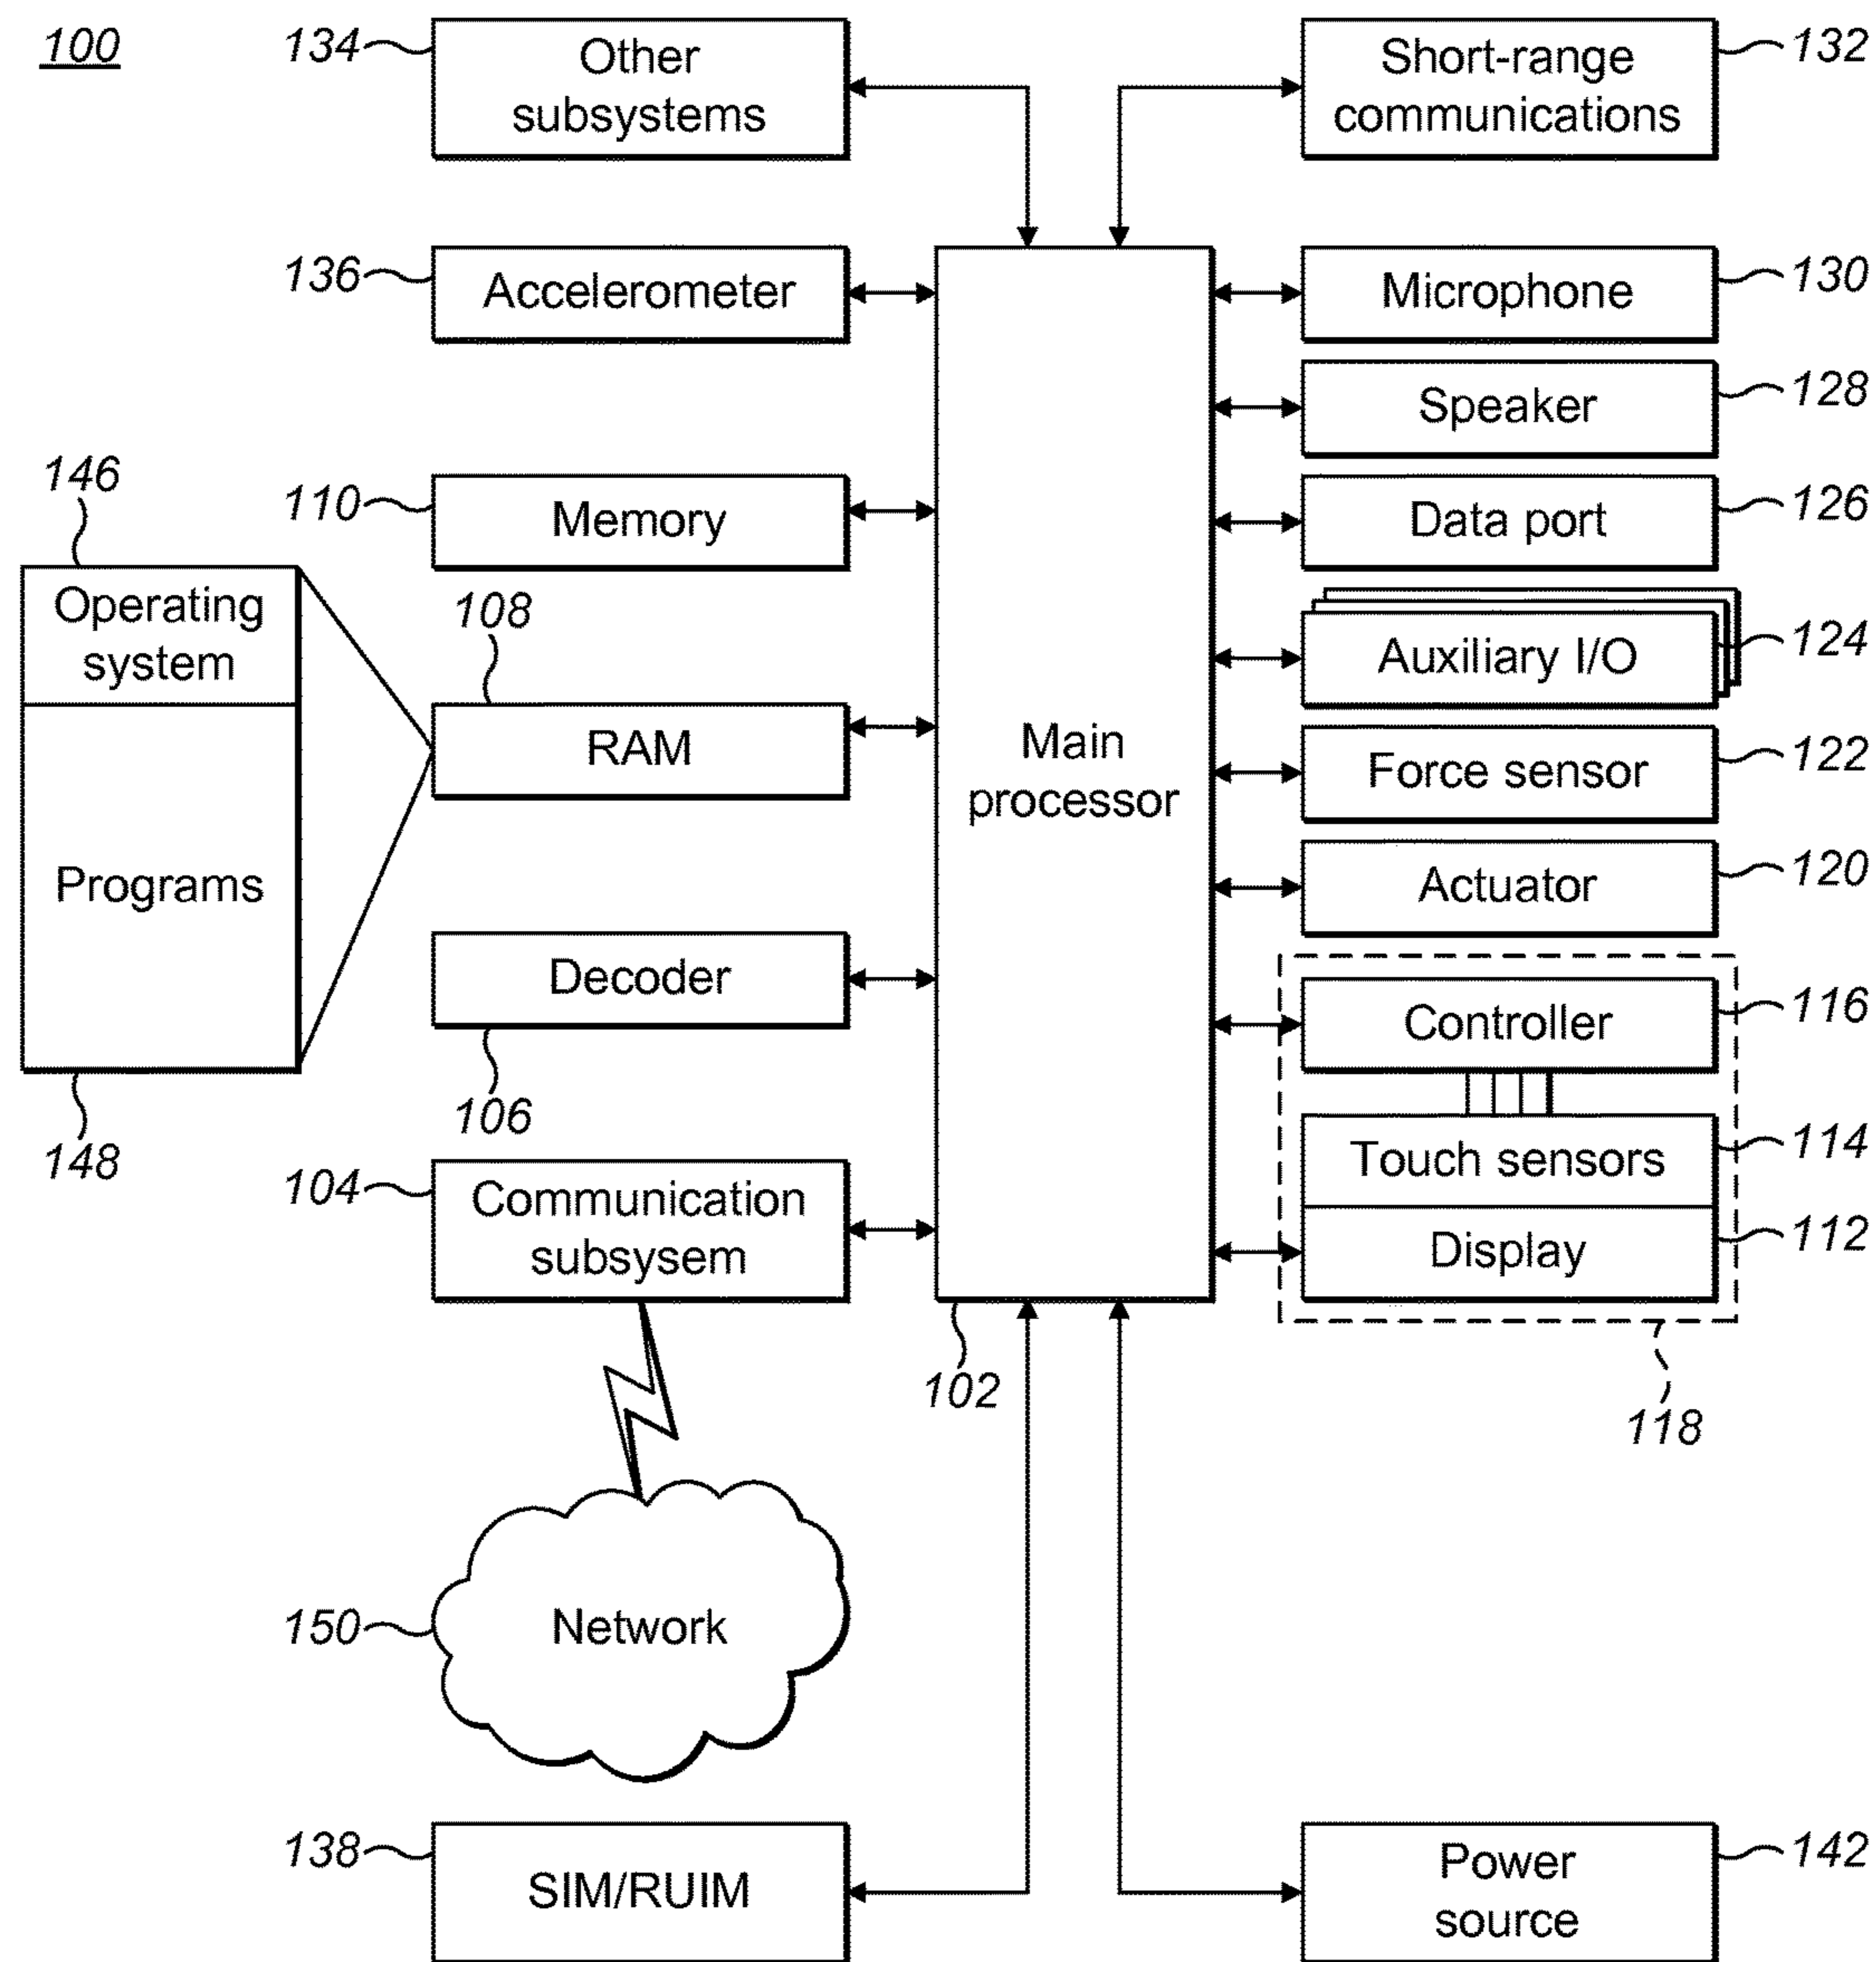 100
134
Other
subsystems
Short-range
communications
132
136
Accelerometer
Microphone
130
Speaker
128
146
110
Memory
Data port
126
Operating
system
108
Auxiliary I/O
124
RAM
Main
processor
Force sensor
122
Programs
Actuator
120
Decoder
Controller
116
106
148
104
Communication
subsysem
Touch sensors
114
Display
112
102
118
150
Network
138
SIM/RUIM
Power
source
142